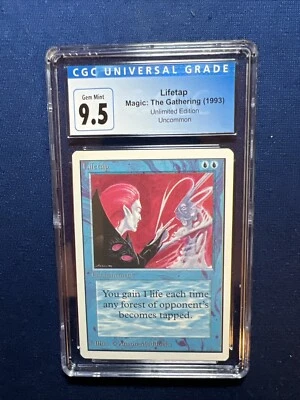 CGC UNIVERSAL GRADE
Gem Mint
9.5
Lifetap
Magic: The Gathering (1993)
Unlimited Edition
Uncommon
Lifetap
You gain 1 life each time
any forest of opponent's
becomes tapped.